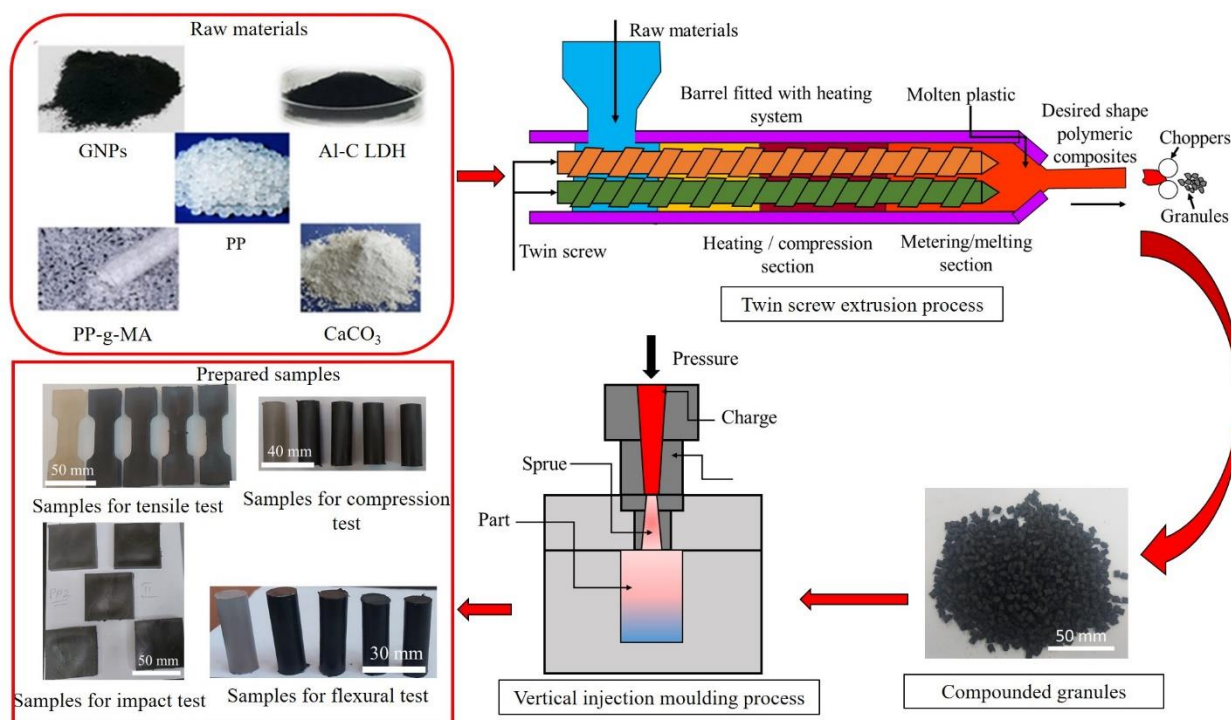 Raw materials
GNPs
Al-C LDH
PP
PP-g-MA
CaCO₃
Raw materials
Barrel fitted with heating
system
Molten plastic
Desired shape
polymeric
composites
Choppers
Granules
Twin screw
Heating / compression
section
Metering/melting
section
Twin screw extrusion process
Prepared samples
50 mm
Samples for tensile test
40 mm
Samples for compression
test
50 mm
Samples for impact test
30 mm
Samples for flexural test
Pressure
Charge
Sprue
Part
Vertical injection moulding process
50 mm
Compounded granules